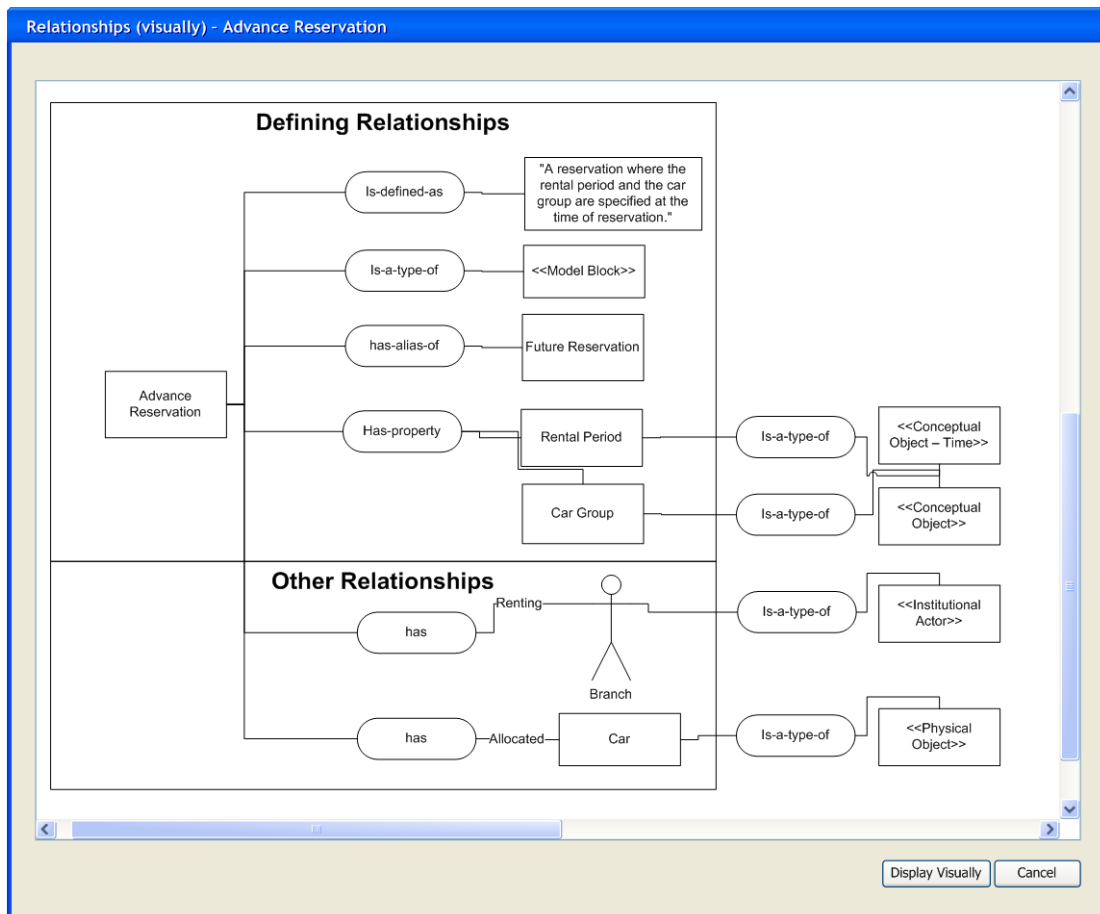 Relationships (visually) – Advance Reservation
Defining Relationships
Is-defined-as
"A reservation where the
rental period and the car
group are specified at the
time of reservation."
Is-a-type-of
<<Model Block>>
has-alias-of
Future Reservation
Advance
Reservation
Has-property
Rental Period
Is-a-type-of
<<Conceptual
Object – Time>>
Car Group
Is-a-type-of
<<Conceptual
Object>>
Other Relationships
has
Renting
Branch
Is-a-type-of
<<Institutional
Actor>>
has
Allocated
Car
Is-a-type-of
<<Physical
Object>>
Display Visually
Cancel